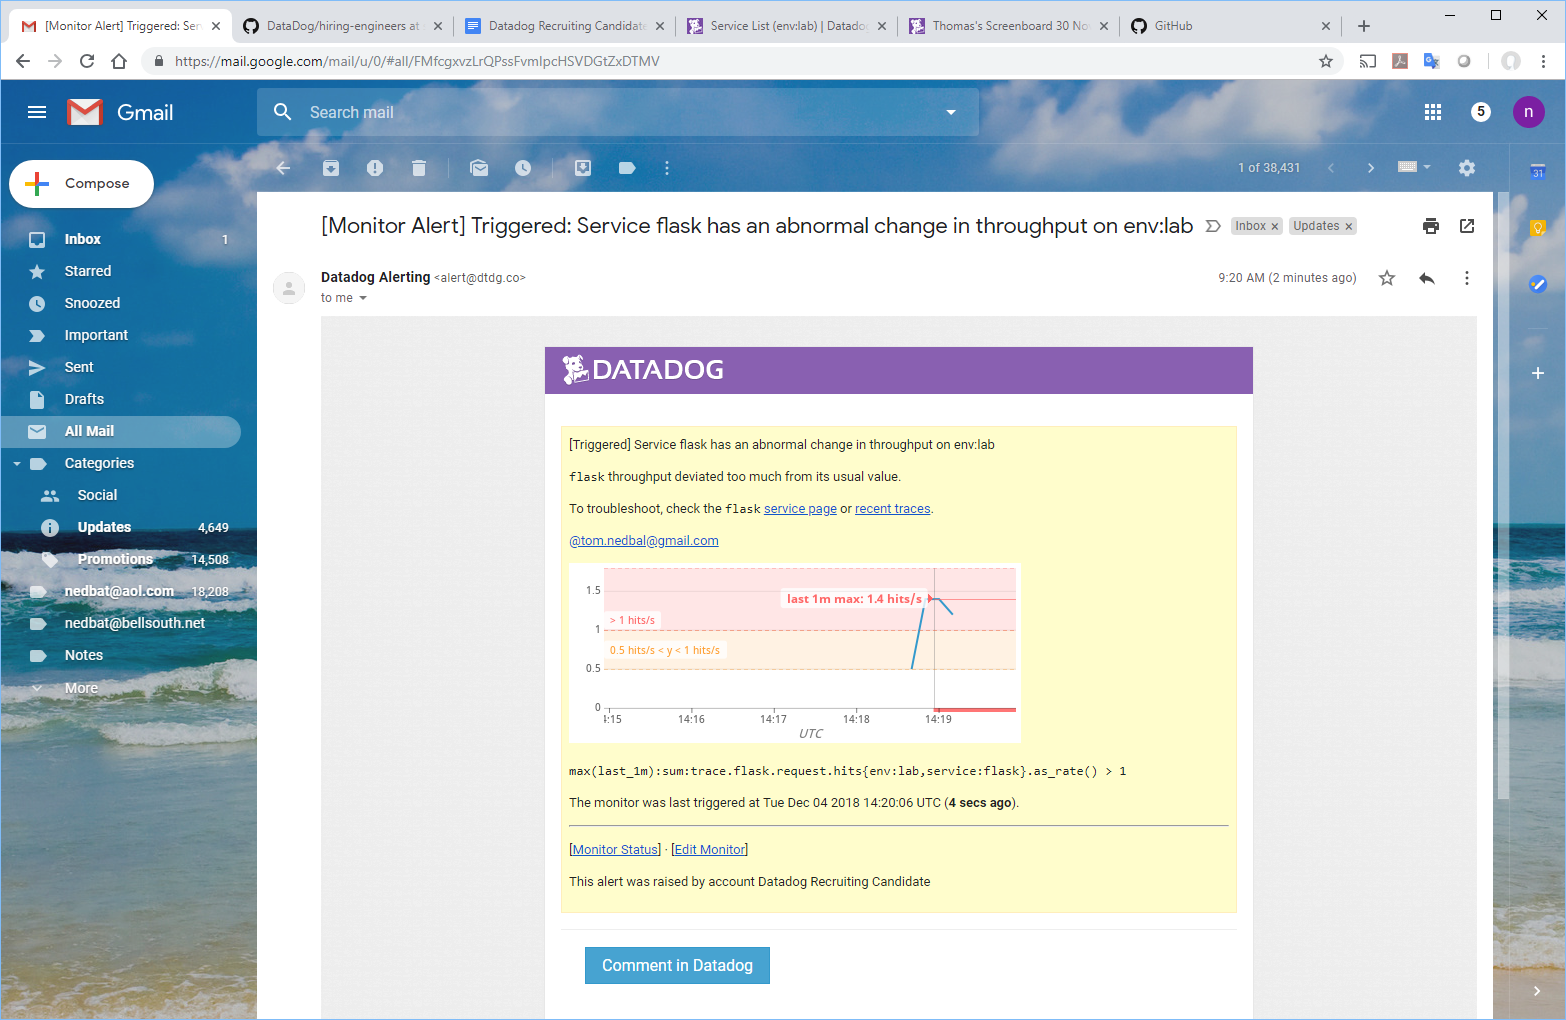 [Monitor Alert] Triggered: Ser
DataDog/hiring-engineers at
Datadog Recruiting Candidate
Service List (env:lab) | Datado
Thomas's Screenboard 30 No
GitHub
https://mail.google.com/mail/u/0/#all/FMfcgxvzLrQPssFvmlpcHSVDGtZxDTMV
Gmail
Search mail
5
n
Compose
1 of 38,431
31
[Monitor Alert] Triggered: Service flask has an abnormal change in throughput on env:lab
Inbox x
Updates x
Inbox 1
Starred
Snoozed
Important
Sent
Drafts
All Mail
Categories
Social
Updates 4,649
Promotions 14,508
nedbat@aol.com 18,208
nedbat@bellsouth.net
Notes
More
Datadog Alerting <alert@dtdg.co>
9:20 AM (2 minutes ago)
to me
DATADOG
[Triggered] Service flask has an abnormal change in throughput on env:lab
flask throughput deviated too much from its usual value.
To troubleshoot, check the flask service page or recent traces.
@tom.nedbal@gmail.com
1.5
last 1m max: 1.4 hits/s
> 1 hits/s
1
0.5 hits/s < y < 1 hits/s
0.5
0
4:15 14:16 14:17 14:18 14:19
UTC
max(last_1m):sum:trace.flask.request.hits{env:lab,service:flask}.as_rate() > 1
The monitor was last triggered at Tue Dec 04 2018 14:20:06 UTC (4 secs ago).
[Monitor Status] · [Edit Monitor]
This alert was raised by account Datadog Recruiting Candidate
Comment in Datadog